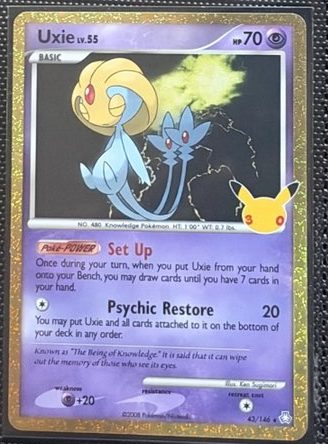 Uxie LV.55
HP 70
BASIC
NO. 480 Knowledge Pokémon HT: 1'00" WT: 0.7 lbs.
30
Poké-POWER Set Up
Once during your turn, when you put Uxie from your hand
onto your Bench, you may draw cards until you have 7 cards in
your hand.
Psychic Restore 20
You may put Uxie and all cards attached to it on the bottom of
your deck in any order.
Known as "The Being of Knowledge," it is said that it can wipe
out the memory of those who see its eyes.
Illus. Ken Sugimori
weakness resistance retreat cost
+20
©2008 Pokémon/Nintendo
43/146